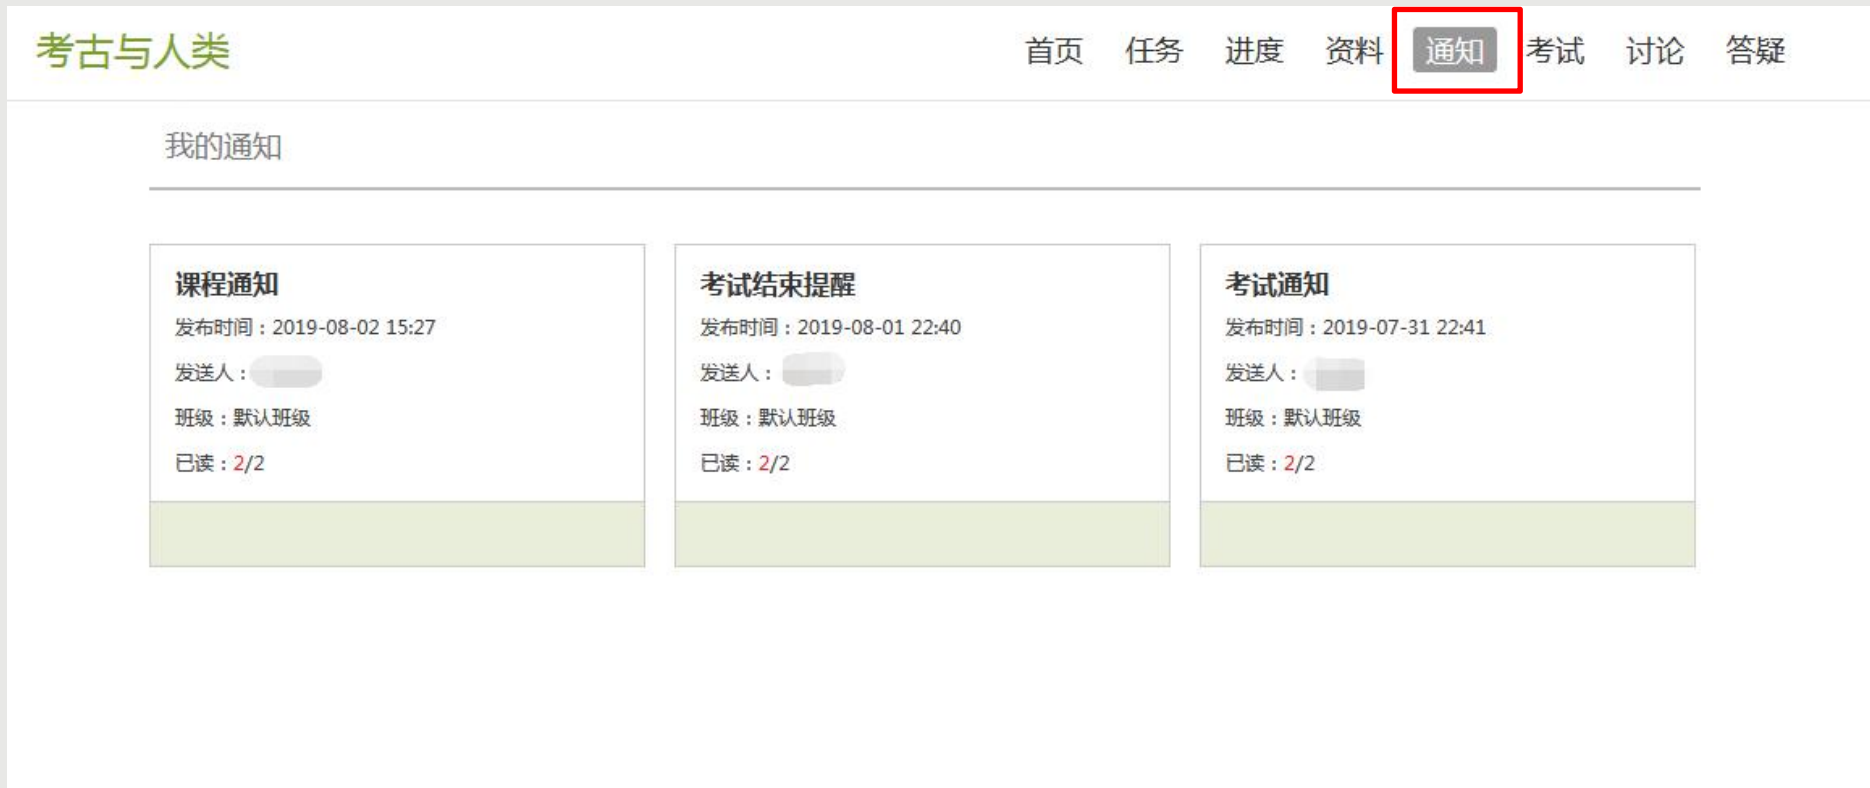 考古与人类
首页 任务 进度 资料 通知 考试 讨论 答疑
我的通知
课程通知
发布时间：2019-08-02 15:27
发送人：
班级：默认班级
已读：2/2
考试结束提醒
发布时间：2019-08-01 22:40
发送人：
班级：默认班级
已读：2/2
考试通知
发布时间：2019-07-31 22:41
发送人：
班级：默认班级
已读：2/2